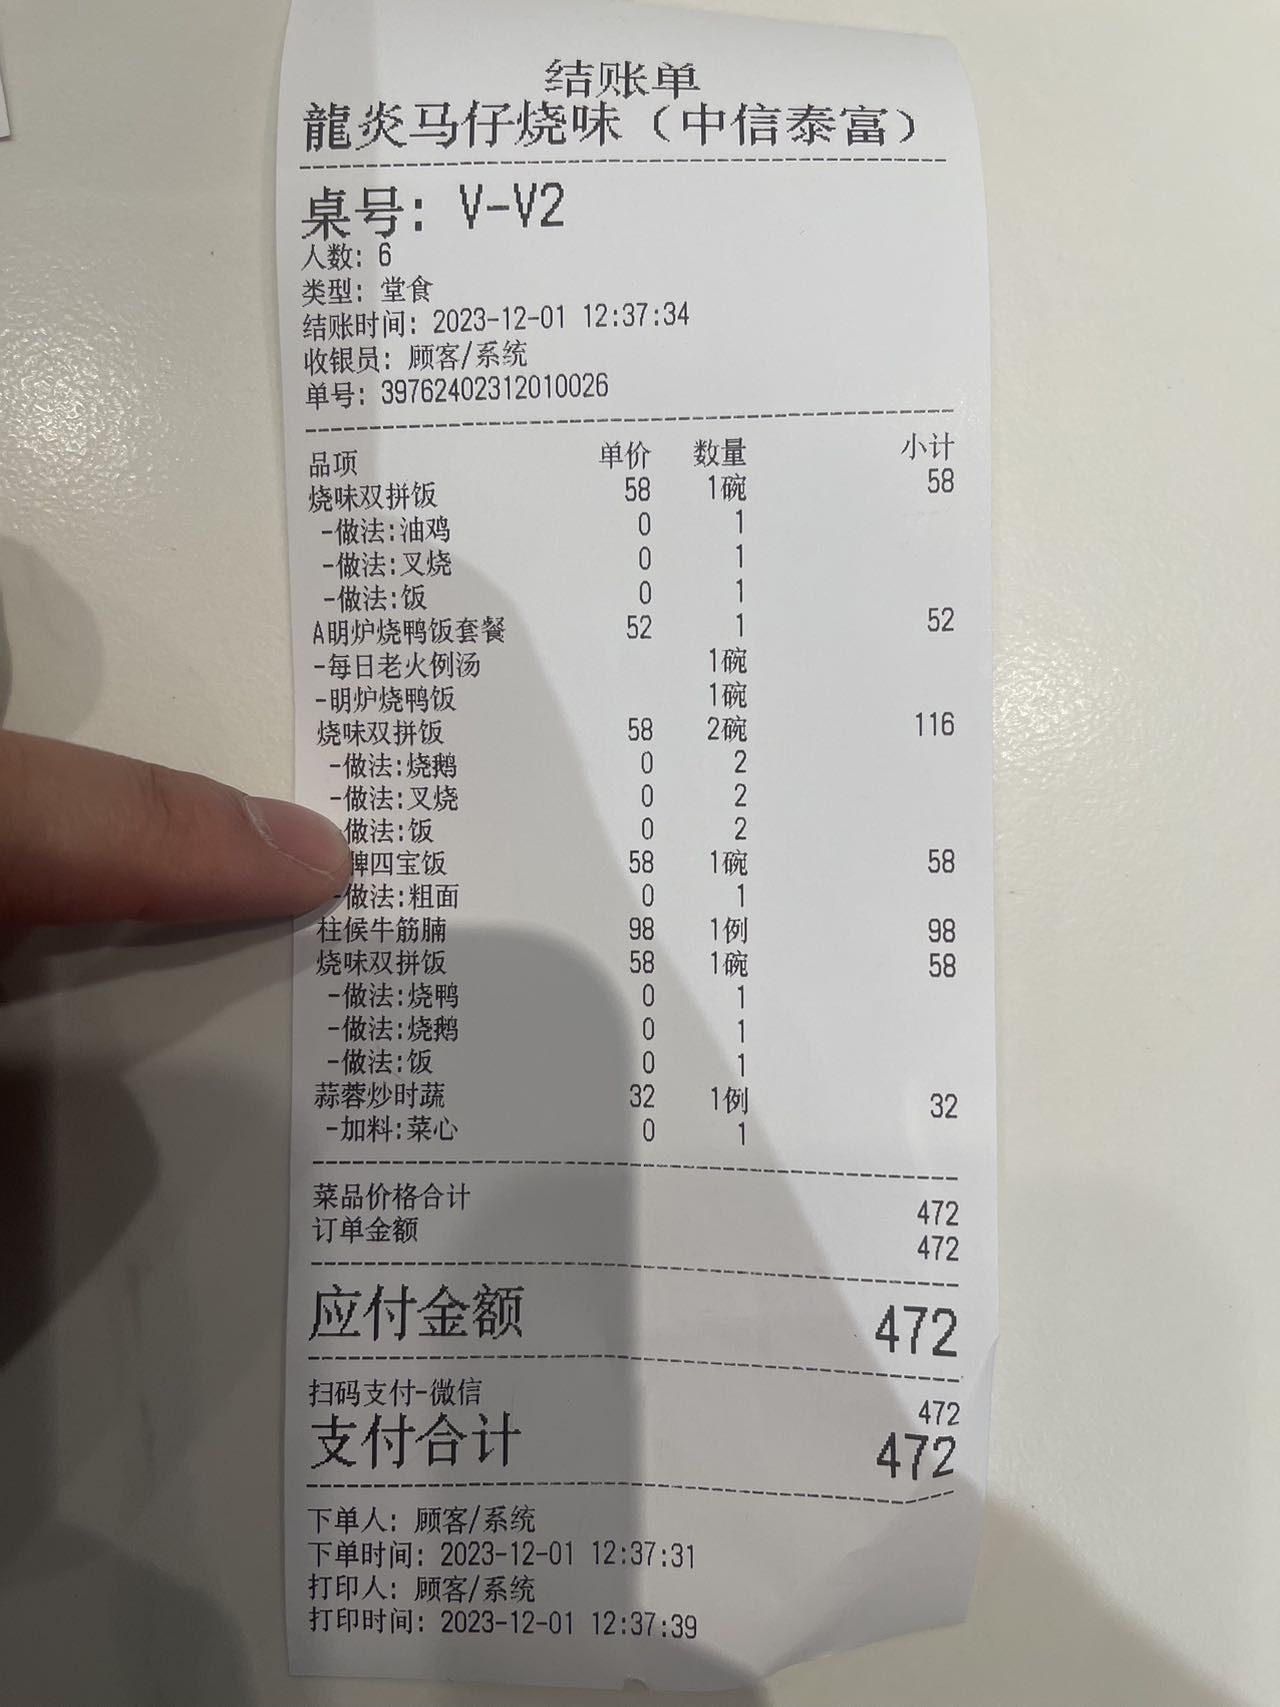 结账单
龍炎马仔烧味（中信泰富）
桌号: V-V2
人数: 6
类型: 堂食
结账时间: 2023-12-01 12:37:34
收银员: 顾客/系统
单号: 39762402312010026
品项 单价 数量 小计
烧味双拼饭 58 1碗 58
-做法:油鸡 0 1
-做法:叉烧 0 1
-做法:饭 0 1
A明炉烧鸭饭套餐 52 1 52
-每日老火例汤 1碗
-明炉烧鸭饭 1碗
烧味双拼饭 58 2碗 116
-做法:烧鹅 0 2
-做法:叉烧 0 2
做法:饭 0 2
牌四宝饭 58 1碗 58
-做法:粗面 0 1
柱候牛筋腩 98 1例 98
烧味双拼饭 58 1碗 58
-做法:烧鸭 0 1
-做法:烧鹅 0 1
-做法:饭 0 1
蒜蓉炒时蔬 32 1例 32
-加料:菜心 0 1
菜品价格合计 472
订单金额 472
应付金额 472
扫码支付-微信 472
支付合计 472
下单人: 顾客/系统
下单时间: 2023-12-01 12:37:31
打印人: 顾客/系统
打印时间: 2023-12-01 12:37:39